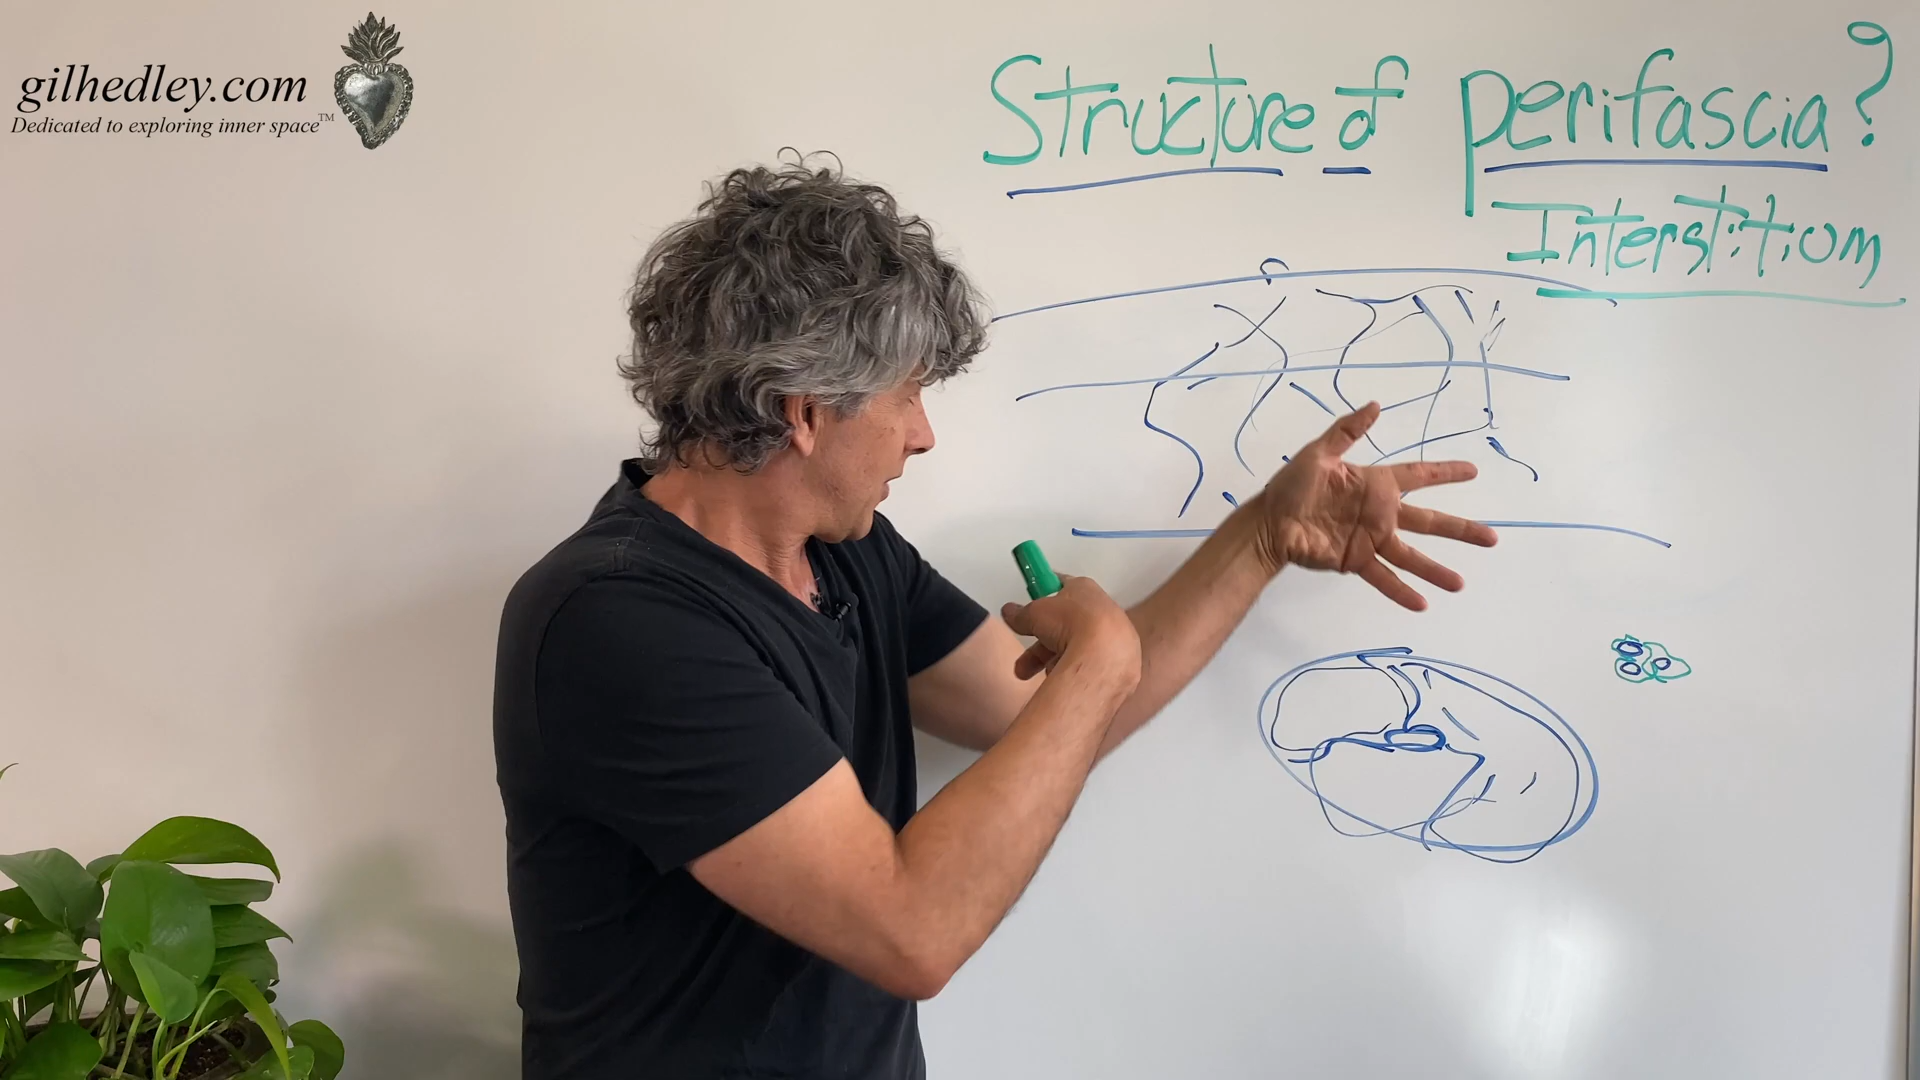 gilhedley.com
Dedicated to exploring inner space™
Structure of perifascia?
Interstitium